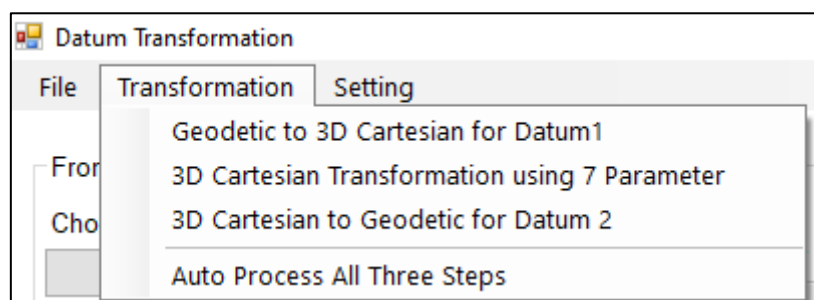 Datum Transformation
File Transformation Setting
Geodetic to 3D Cartesian for Datum1
3D Cartesian Transformation using 7 Parameter
3D Cartesian to Geodetic for Datum 2
Auto Process All Three Steps